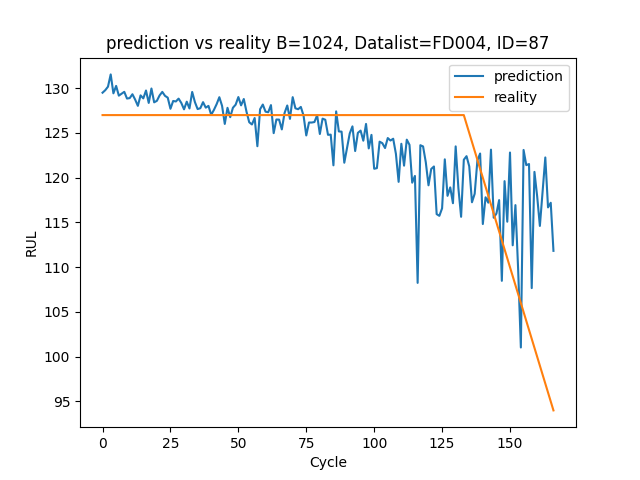 prediction vs reality B=1024, Datalist=FD004, ID=87
prediction
reality
130
125
120
115
110
105
100
95
RUL
0 25 50 75 100 125 150
Cycle